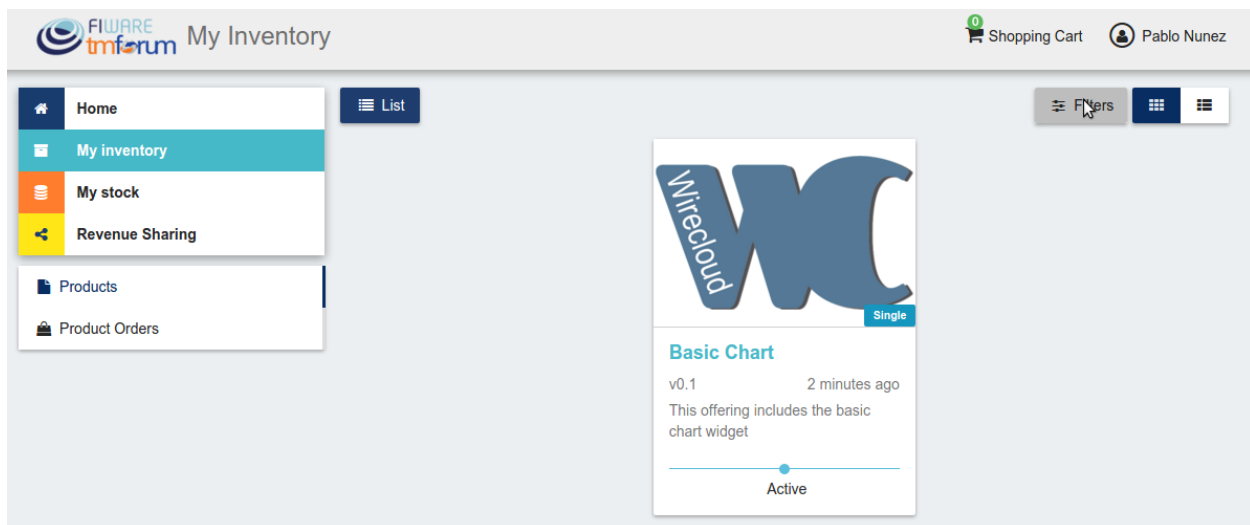 FIWARE
tmforum
My Inventory
0
Shopping Cart
Pablo Nunez
Home
My inventory
My stock
Revenue Sharing
Products
Product Orders
List
Filters
Wirecloud
WC
Single
Basic Chart
v0.1
2 minutes ago
This offering includes the basic
chart widget
Active